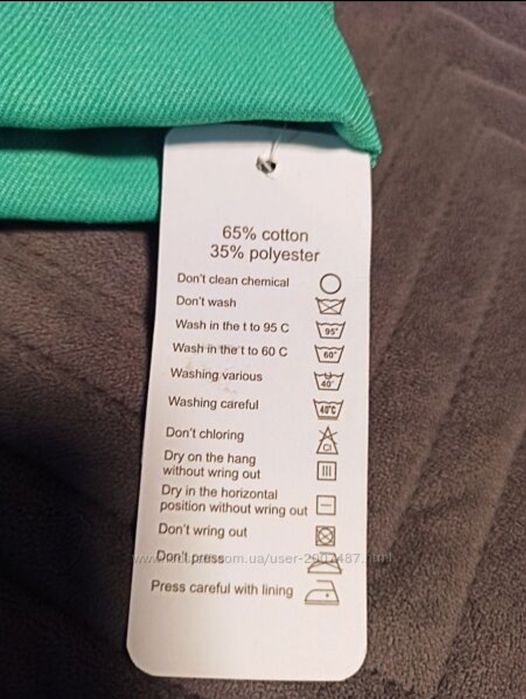 65% cotton
35% polyester
Don't clean chemical
Don't wash
Wash in the t to 95 C
95°
Wash in the t to 60 C
60°
Washing various
40°
Washing careful
40°C
Don't chloring
Cl
Dry on the hang
without wring out
Dry in the horizontal
position without wring out
Don't wring out
Don't press
Press careful with lining